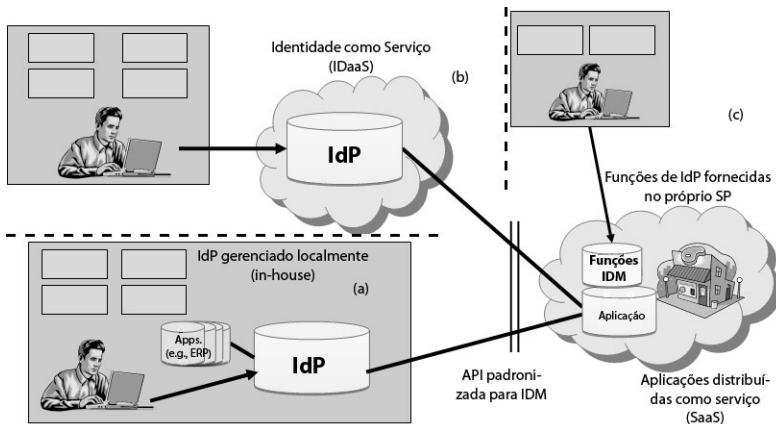 Identidade como Serviço
(IDaaS)
(b)
IdP
(c)
Funções de IdP fornecidas
no próprio SP
Funções
IDM
Aplicação
IdP gerenciado localmente
(in-house)
(a)
Apps.
(e.g., ERP)
IdP
API padroni-
zada para IDM
Aplicações distribuí-
das como serviço
(SaaS)